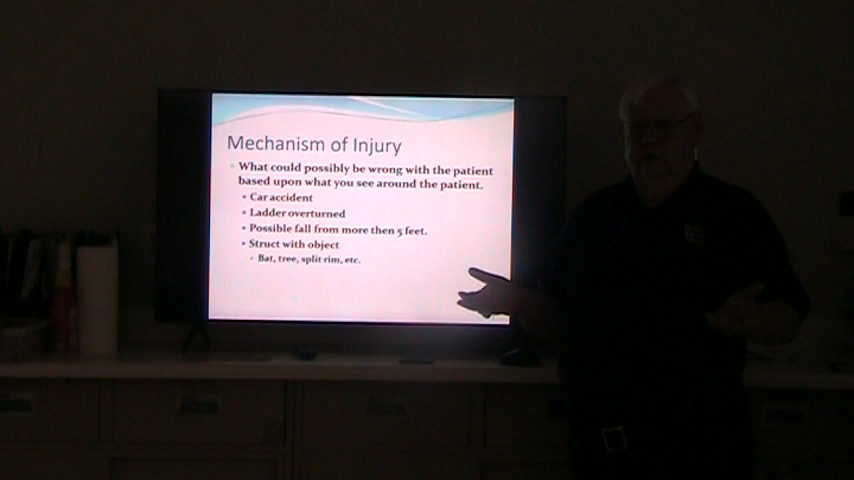 Mechanism of Injury
What could possibly be wrong with the patient
based upon what you see around the patient.
Car accident
Ladder overturned
Possible fall from more then 5 feet.
Struct with object
Bat, tree, split rim, etc.